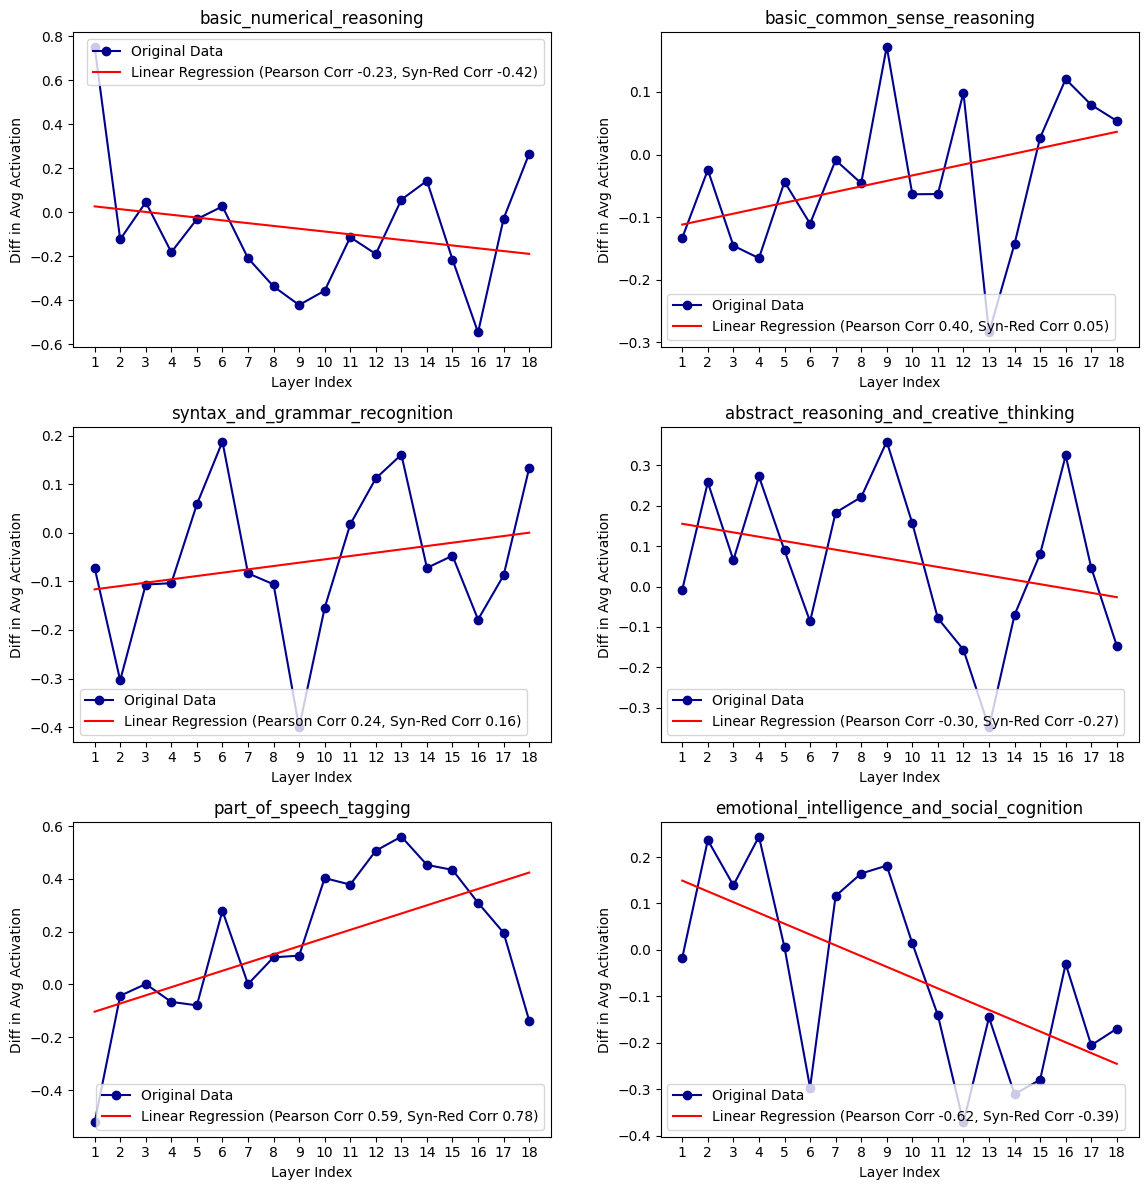 basic_numerical_reasoning
0.8
0.6
0.4
0.2
0.0
−0.2
−0.4
−0.6
Diff in Avg Activation
Original Data
Linear Regression (Pearson Corr -0.23, Syn-Red Corr -0.42)
1 2 3 4 5 6 7 8 9 10 11 12 13 14 15 16 17 18
Layer Index
basic_common_sense_reasoning
0.1
0.0
−0.1
−0.2
−0.3
Diff in Avg Activation
Original Data
Linear Regression (Pearson Corr 0.40, Syn-Red Corr 0.05)
1 2 3 4 5 6 7 8 9 10 11 12 13 14 15 16 17 18
Layer Index
syntax_and_grammar_recognition
0.2
0.1
0.0
−0.1
−0.2
−0.3
−0.4
Diff in Avg Activation
Original Data
Linear Regression (Pearson Corr 0.24, Syn-Red Corr 0.16)
1 2 3 4 5 6 7 8 9 10 11 12 13 14 15 16 17 18
Layer Index
abstract_reasoning_and_creative_thinking
0.3
0.2
0.1
0.0
−0.1
−0.2
−0.3
Diff in Avg Activation
Original Data
Linear Regression (Pearson Corr -0.30, Syn-Red Corr -0.27)
1 2 3 4 5 6 7 8 9 10 11 12 13 14 15 16 17 18
Layer Index
part_of_speech_tagging
0.6
0.4
0.2
0.0
−0.2
−0.4
Diff in Avg Activation
Original Data
Linear Regression (Pearson Corr 0.59, Syn-Red Corr 0.78)
1 2 3 4 5 6 7 8 9 10 11 12 13 14 15 16 17 18
Layer Index
emotional_intelligence_and_social_cognition
0.2
0.1
0.0
−0.1
−0.2
−0.3
−0.4
Diff in Avg Activation
Original Data
Linear Regression (Pearson Corr -0.62, Syn-Red Corr -0.39)
1 2 3 4 5 6 7 8 9 10 11 12 13 14 15 16 17 18
Layer Index